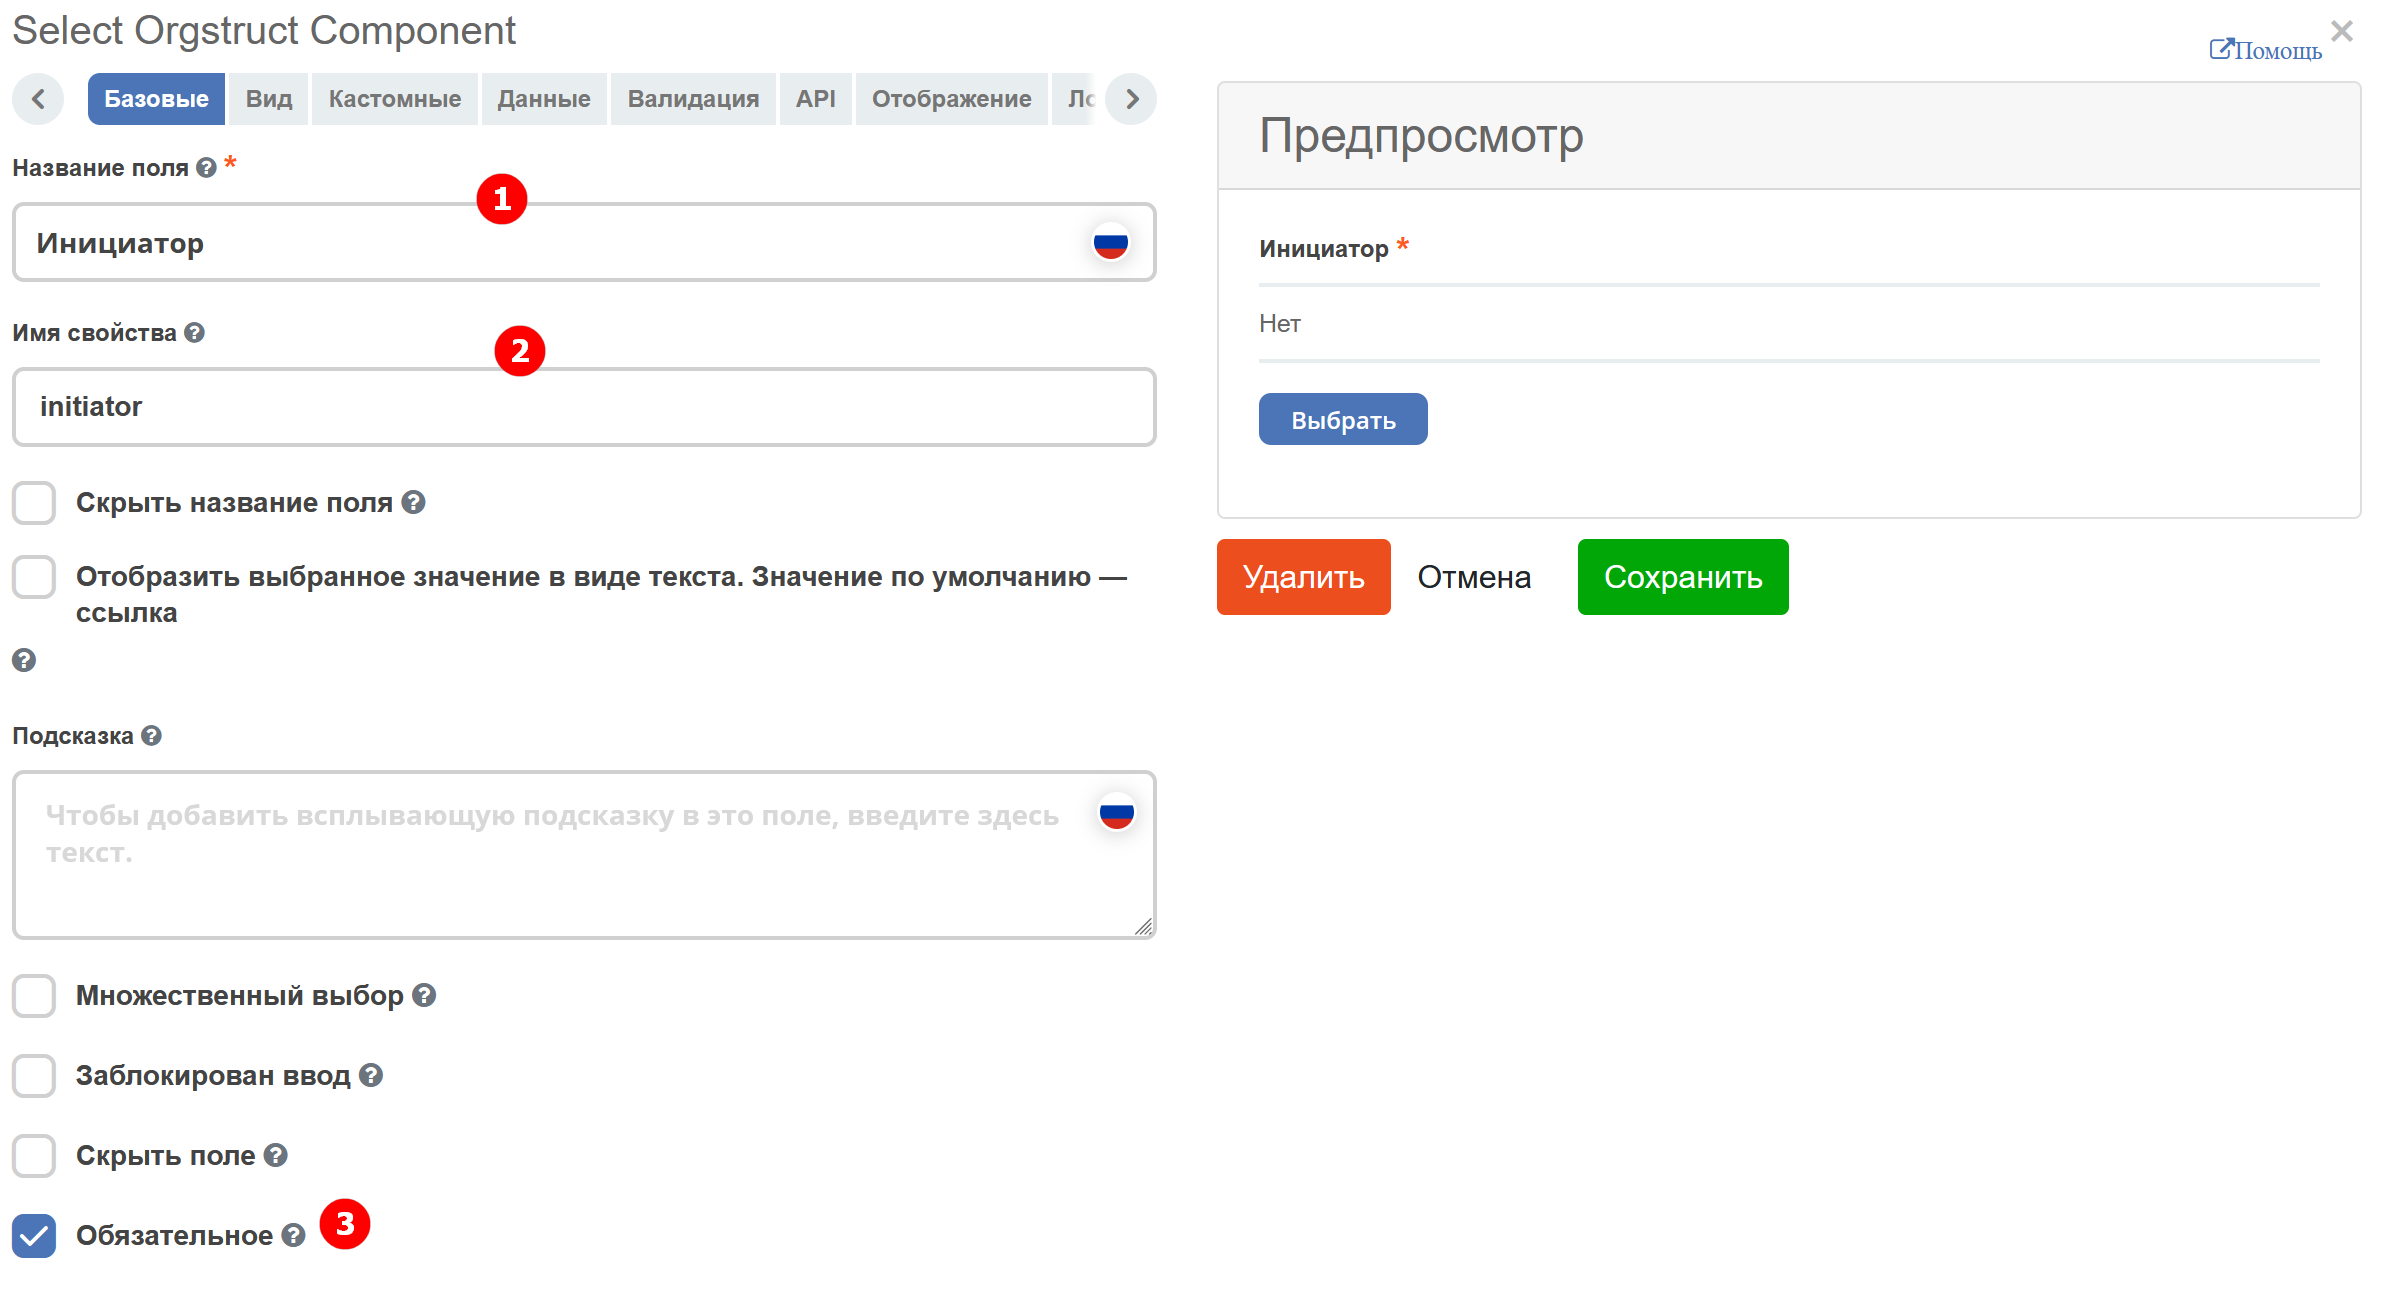 Select Orgstruct Component
Помощь
Базовые Вид Кастомные Данные Валидация API Отображение
Название поля *
1
Инициатор
Имя свойства
2
initiator
Скрыть название поля
Отобразить выбранное значение в виде текста. Значение по умолчанию —
ссылка
Подсказка
Чтобы добавить всплывающую подсказку в это поле, введите здесь
текст.
Множественный выбор
Заблокирован ввод
Скрыть поле
Обязательное
3
Предпросмотр
Инициатор *
Нет
Выбрать
Удалить Отмена Сохранить